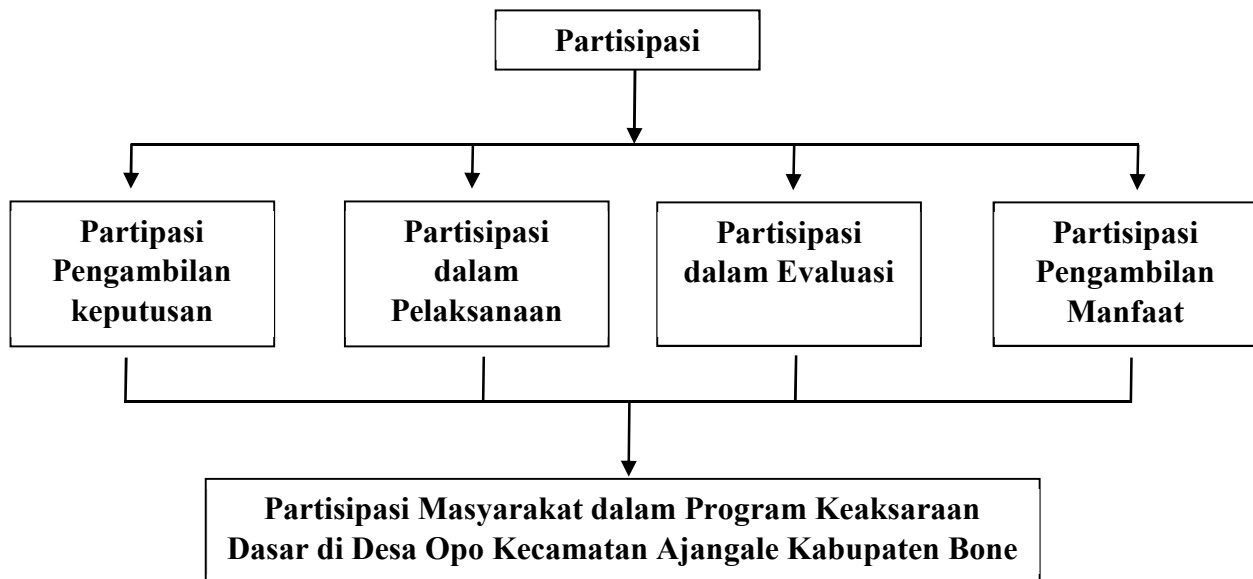 Partisipasi
Partipasi
Pengambilan
keputusan
Partisipasi
dalam
Pelaksanaan
Partisipasi
dalam Evaluasi
Partisipasi
Pengambilan
Manfaat
Partisipasi Masyarakat dalam Program Keaksaraan
Dasar di Desa Opo Kecamatan Ajangale Kabupaten Bone